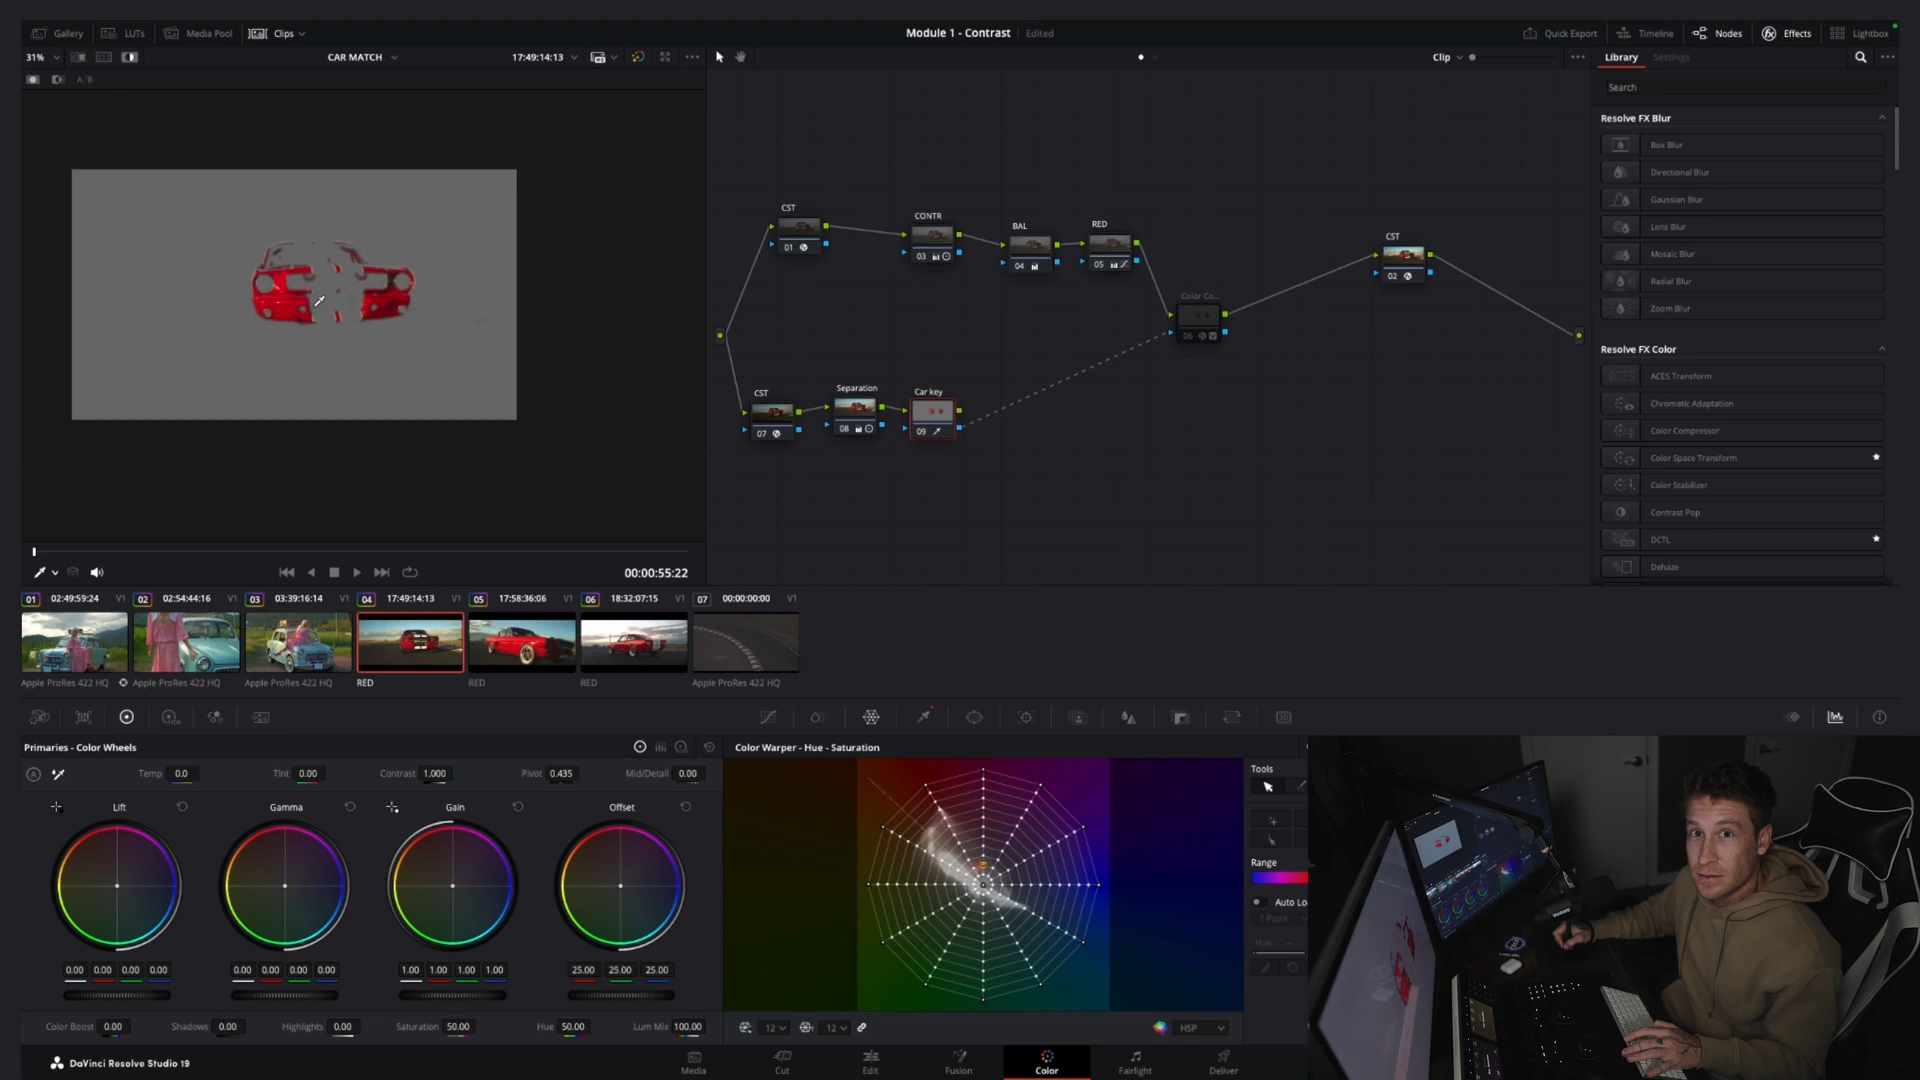 Gallery LUTs Media Pool Clips Module 1 - Contrast Edited Quick Export Timeline Nodes Effects Lightbox
31% CAR MATCH 17:49:14:13 Clip Library Settings
A/B
Search
Resolve FX Blur
Box Blur
Directional Blur
Gaussian Blur
Lens Blur
Mosaic Blur
Radial Blur
Zoom Blur
Resolve FX Color
ACES Transform
Chromatic Adaptation
Color Compressor
Color Space Transform
Color Stabilizer
Contrast Pop
DCTL
Dehaze
CST
01
CONTR
03
BAL
04
RED
05
Color Co...
06
CST
02
CST
07
Separation
08
Car key
09
00:00:55:22
01 02:49:59:24 V1 02 02:54:44:16 V1 03 03:39:16:14 V1 04 17:49:14:13 V1 05 17:58:36:06 V1 06 18:32:07:15 V1 07 00:00:00:00 V1
Apple ProRes 422 HQ Apple ProRes 422 HQ Apple ProRes 422 HQ RED RED RED Apple ProRes 422 HQ
Primaries - Color Wheels
Temp 0.0 Tint 0.00 Contrast 1.000 Pivot 0.435 Mid/Detail 0.00
Lift Gamma Gain Offset
0.00 0.00 0.00 0.00 0.00 0.00 0.00 0.00 1.00 1.00 1.00 1.00 25.00 25.00 25.00
Color Boost 0.00 Shadows 0.00 Highlights 0.00 Saturation 50.00 Hue 50.00 Lum Mix 100.00
Color Warper - Hue - Saturation
Tools
Range
Auto Lo
1 Point
Hue
12 12 HSP
DaVinci Resolve Studio 19
Media Cut Edit Fusion Color Fairlight Deliver